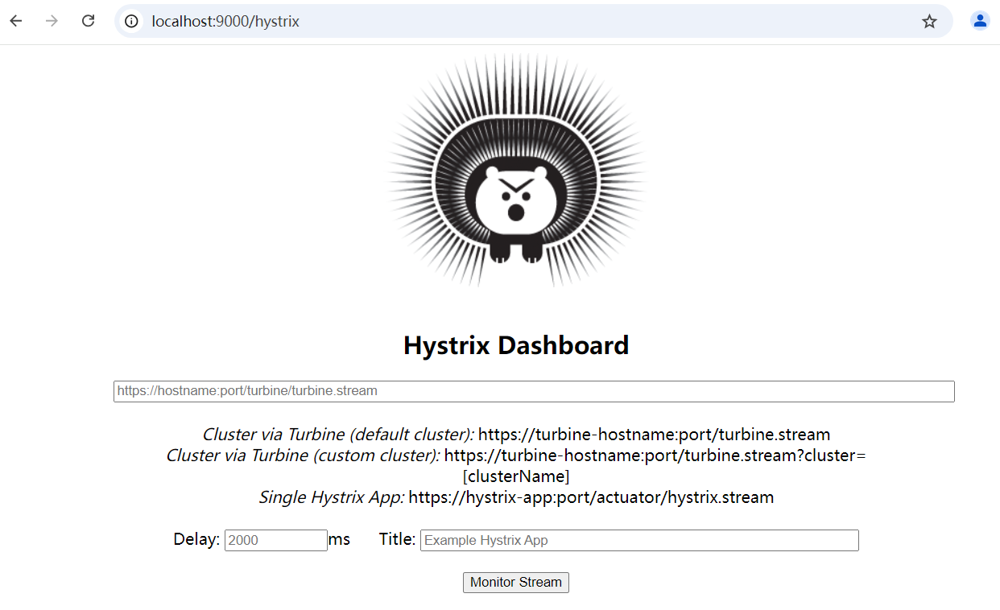 localhost:9000/hystrix
Hystrix Dashboard
https://hostname:port/turbine/turbine.stream
Cluster via Turbine (default cluster): https://turbine-hostname:port/turbine.stream
Cluster via Turbine (custom cluster): https://turbine-hostname:port/turbine.stream?cluster=
[clusterName]
Single Hystrix App: https://hystrix-app:port/actuator/hystrix.stream
Delay: 2000 ms Title: Example Hystrix App
Monitor Stream